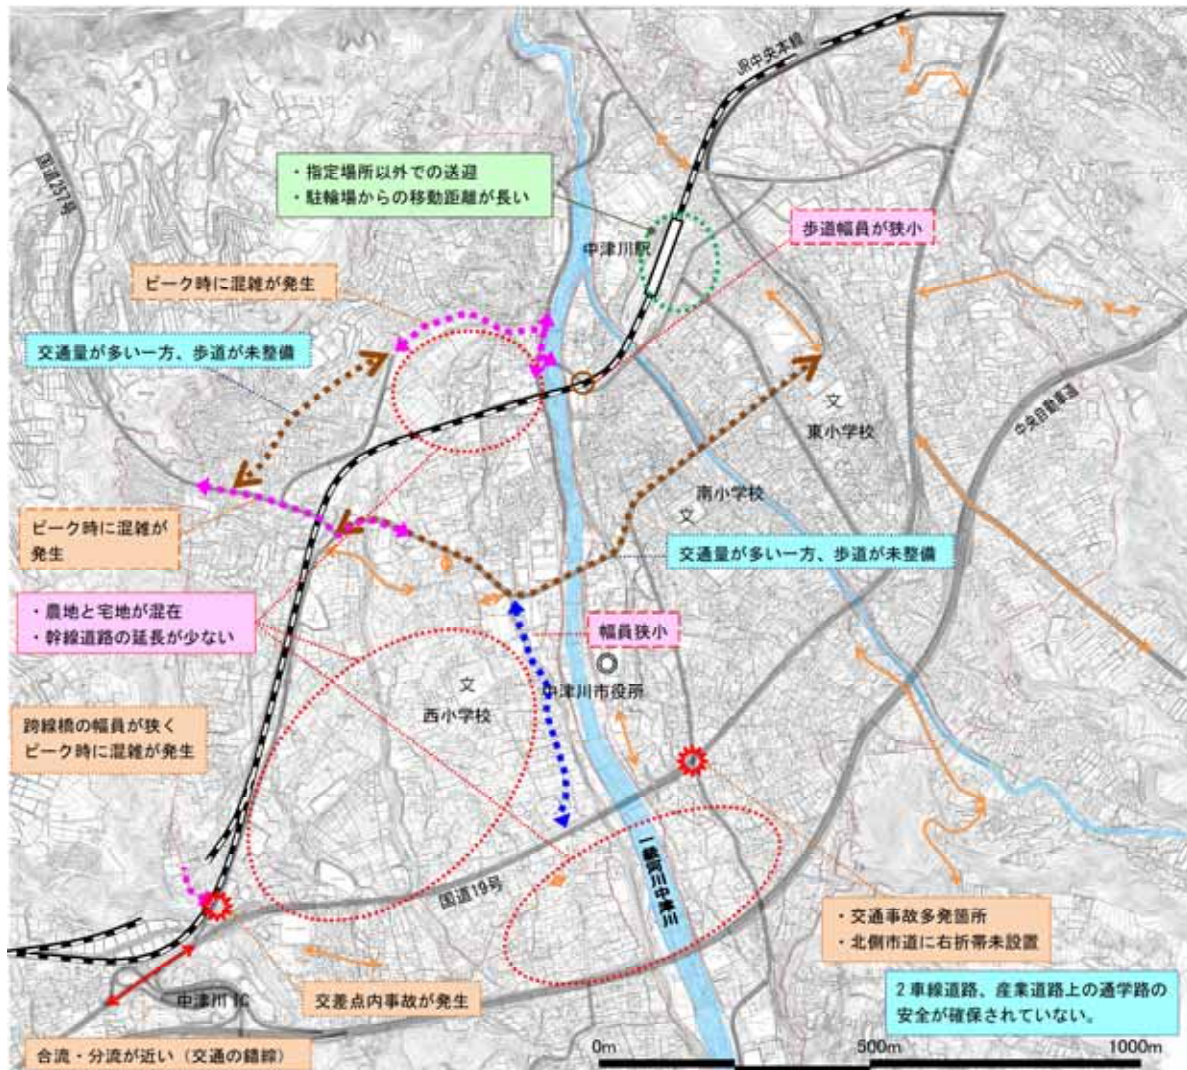 JR中央本線
国道257号
・指定場所以外での送迎
・駐輪場からの移動距離が長い
歩道幅員が狭小
中津川駅
ピーク時に混雑が発生
交通量が多い一方、歩道が未整備
中央自動車道
文
東小学校
南小学校
文
ピーク時に混雑が
発生
交通量が多い一方、歩道が未整備
・農地と宅地が混在
・幹線道路の延長が少ない
幅員狭小
中津川市役所
文
西小学校
跨線橋の幅員が狭く
ピーク時に混雑が発生
一級河川中津川
国道19号
・交通事故多発箇所
・北側市道に右折帯未設置
中津川 IC
交差点内事故が発生
2車線道路、産業道路上の通学路の
安全が確保されていない。
合流・分流が近い（交通の錯綜）
0m
500m
1000m